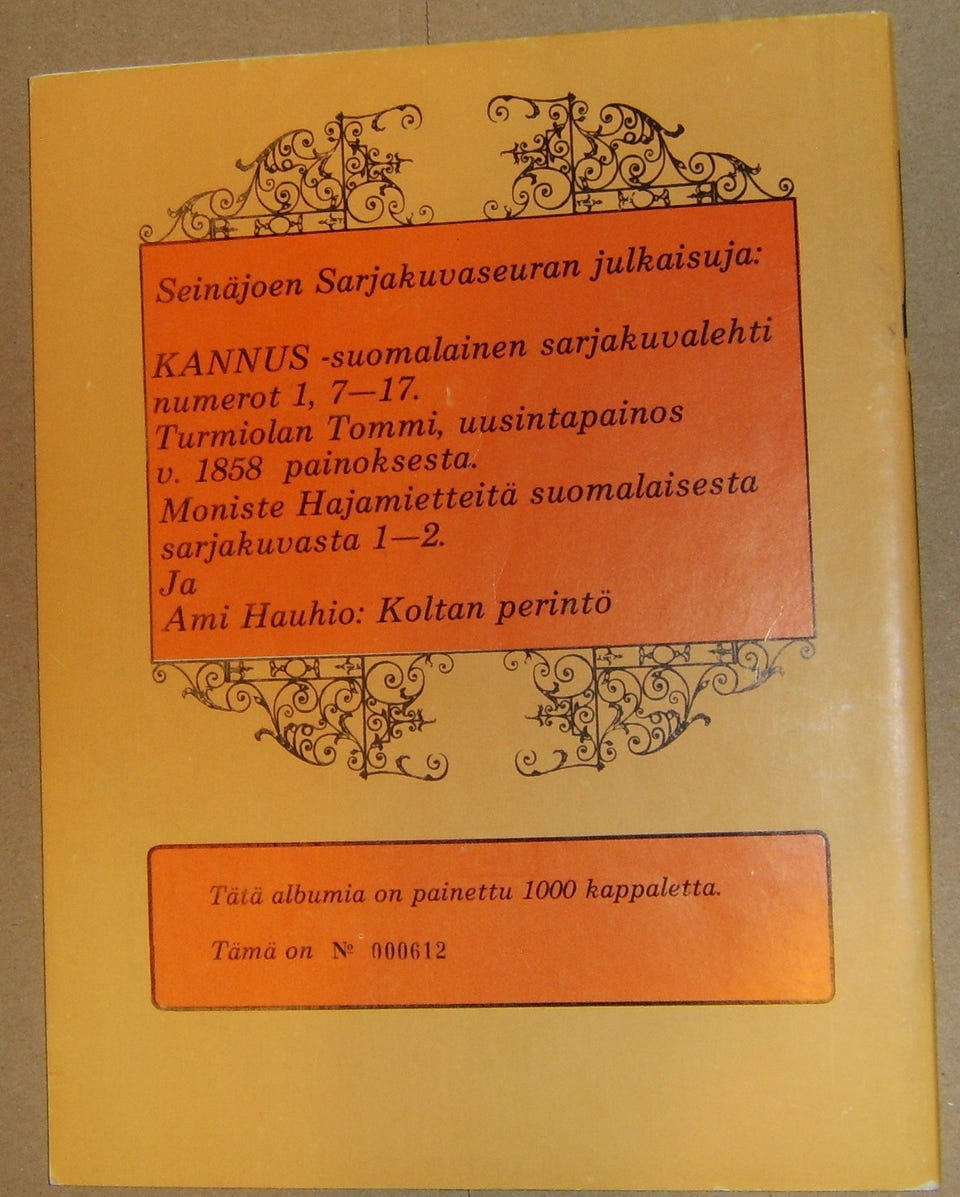 Seinäjoen Sarjakuvaseuran julkaisuja:
KANNUS -suomalainen sarjakuvalehti
numerot 1, 7—17.
Turmiolan Tommi, uusintapainos
v. 1858 painoksesta.
Moniste Hajamietteitä suomalaisesta
sarjakuvasta 1—2.
Ja
Ami Hauhio: Koltan perintö
Tätä albumia on painettu 1000 kappaletta.
Tämä on № 000612